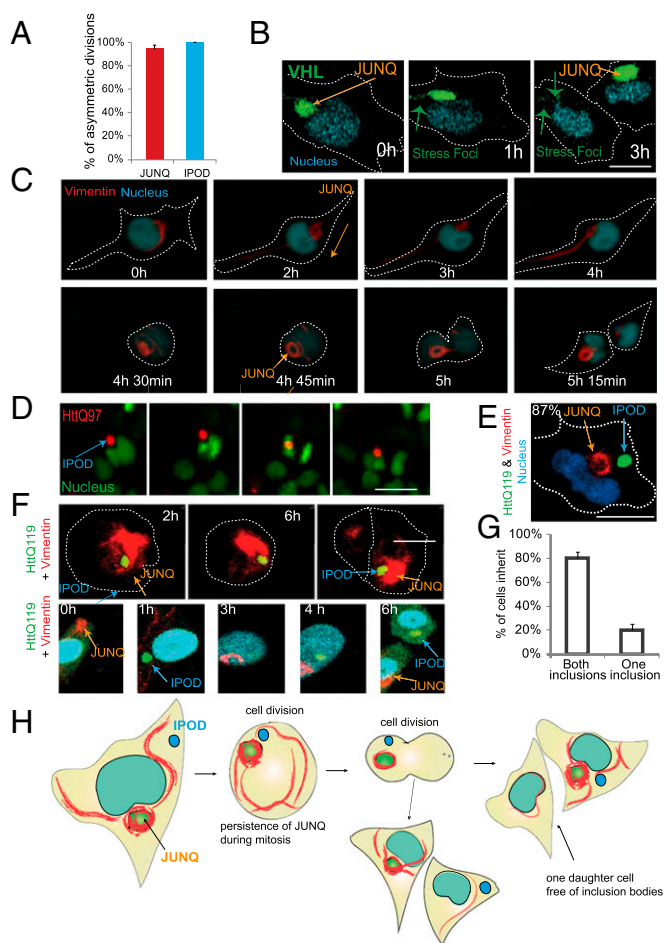 A
% of asymmetric divisions
100%
80%
60%
40%
20%
0%
JUNQ
IPOD
B
VHL
JUNQ
Nucleus
0h
Stress Foci
1h
JUNQ
Stress Foci
3h
C
Vimentin Nucleus
0h
JUNQ
2h
3h
4h
4h 30min
JUNQ
4h 45min
5h
5h 15min
D
HttQ97
IPOD
Nucleus
E
HttQ119 & Vimentin
Nucleus
87%
JUNQ
IPOD
F
HttQ119
+ Vimentin
2h
JUNQ
IPOD
6h
IPOD
JUNQ
HttQ119
+ Vimentin
0h
JUNQ
1h
IPOD
3h
4 h
6h
IPOD
JUNQ
G
% of cells inherit
100%
80%
60%
40%
20%
0%
Both
inclusions
One
inclusion
H
IPOD
JUNQ
cell division
persistence of JUNQ
during mitosis
cell division
one daughter cell
free of inclusion bodies